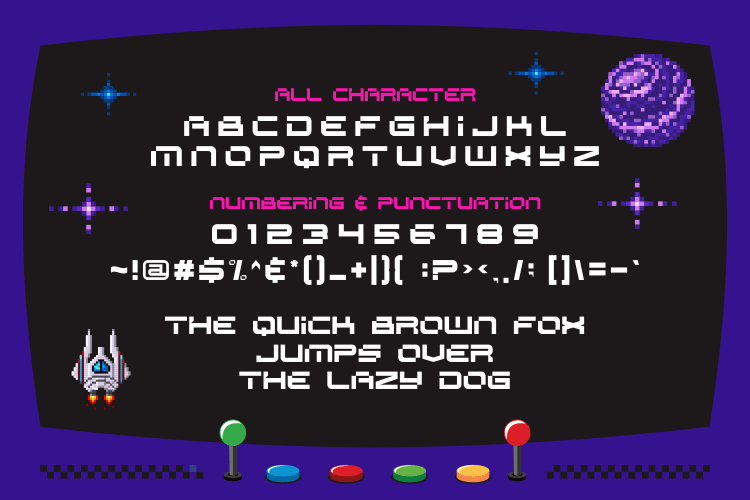 ALL CHARACTER
ABCDEFGHiJKL
MNOPQRTUVWXYZ
NUMBERiNG & PUNCTUATiON
0123456789
~!@#$%^&*()_+|}{ :?><,./; []\=-`
THE QUiCK BROWN FOX
JUMPS OVER
THE LAZY DOG